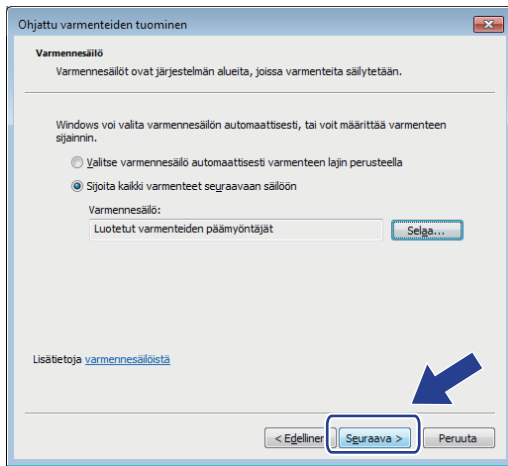 Ohjattu varmenteiden tuominen
Varmennesäilö
Varmennesäilöt ovat järjestelmän alueita, joissa varmenteita säilytetään.
Windows voi valita varmennesäilön automaattisesti, tai voit määrittää varmenteen
sijainnin.
Valitse varmennesäilö automaattisesti varmenteen lajin perusteella
Sijoita kaikki varmenteet seuraavaan säilöön
Varmennesäilö:
Luotetut varmenteiden päämyöntäjät
Selaa...
Lisätietoja varmennesäilöistä
< Edellinen
Seuraava >
Peruuta